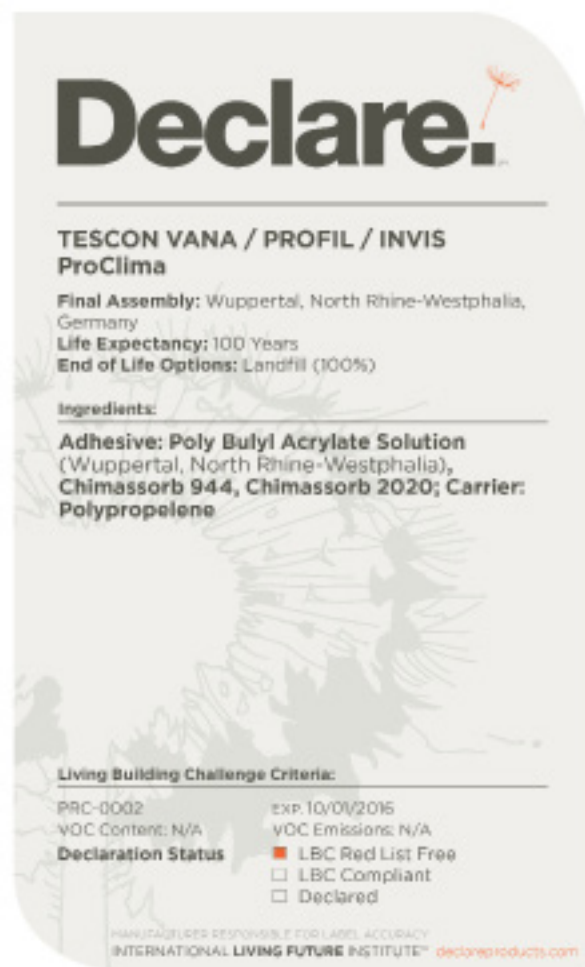 Declare.
TESCON VANA / PROFIL / INVIS
ProClima
Final Assembly: Wuppertal, North Rhine-Westphalia,
Germany
Life Expectancy: 100 Years
End of Life Options: Landfill (100%)
Ingredients:
Adhesive: Poly Bulyl Acrylate Solution
(Wuppertal, North Rhine-Westphalia),
Chimassorb 944, Chimassorb 2020; Carrier:
Polypropelene
Living Building Challenge Criteria:
PRC-0002 EXP. 10/01/2016
VOC Content: N/A VOC Emissions: N/A
Declaration Status LBC Red List Free
LBC Compliant
Declared
MANUFACTURER RESPONSIBLE FOR LABEL ACCURACY
INTERNATIONAL LIVING FUTURE INSTITUTE℠ declareproducts.com